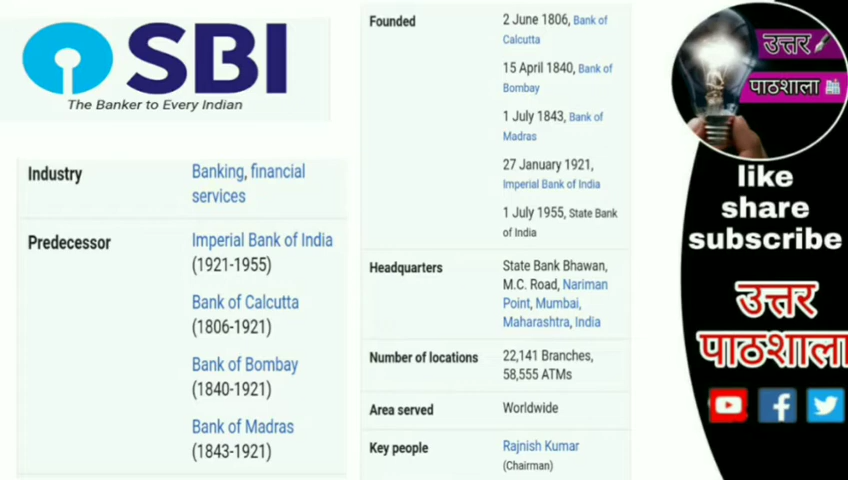 SBI
The Banker to Every Indian
Industry
Banking, financial
services
Predecessor
Imperial Bank of India
(1921-1955)
Bank of Calcutta
(1806-1921)
Bank of Bombay
(1840-1921)
Bank of Madras
(1843-1921)
Founded
2 June 1806, Bank of
Calcutta
15 April 1840, Bank of
Bombay
1 July 1843, Bank of
Madras
27 January 1921,
Imperial Bank of India
1 July 1955, State Bank
of India
Headquarters
State Bank Bhawan,
M.C. Road, Nariman
Point, Mumbai,
Maharashtra, India
Number of locations
22,141 Branches,
58,555 ATMs
Area served
Worldwide
Key people
Rajnish Kumar
(Chairman)
उत्तर
पाठशाला
like
share
subscribe
उत्तर
पाठशाला